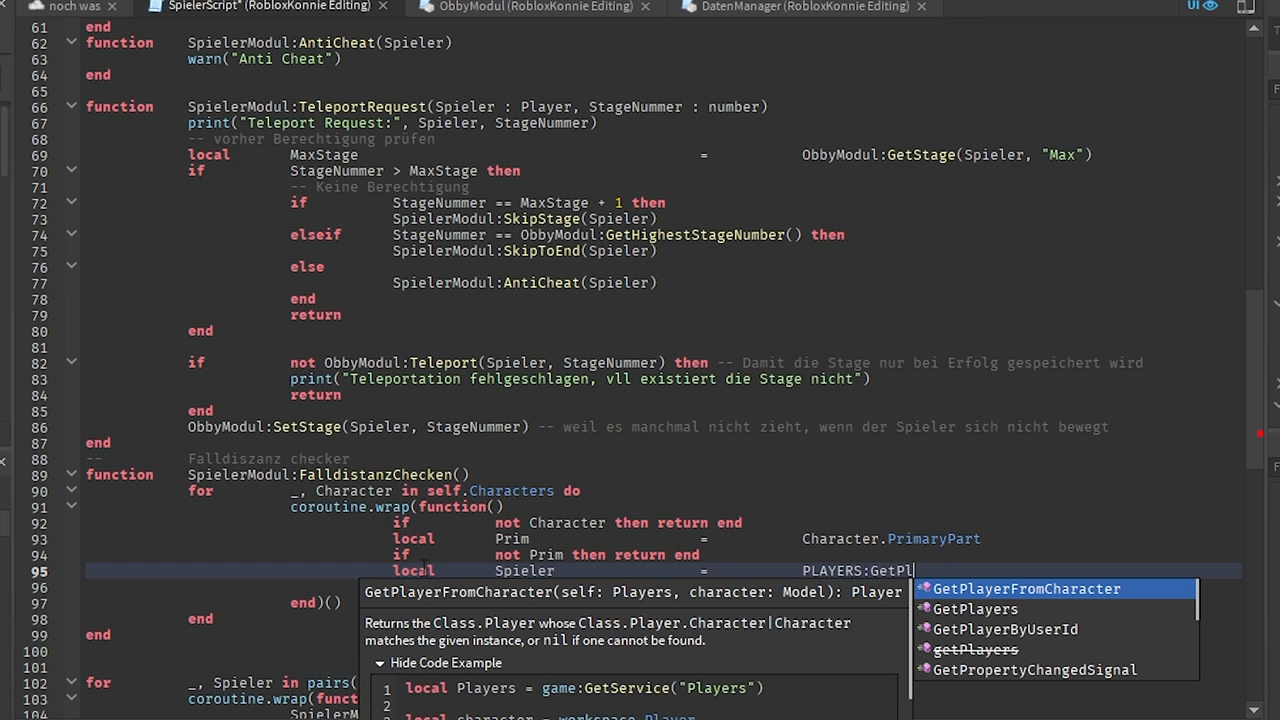 noch was × SpielerScript* (RobloxKonnie Editing) × ObbyModul (RobloxKonnie Editing) × DatenManager (RobloxKonnie Editing) × UI
61 end
62 function SpielerModul:AntiCheat(Spieler)
63 warn("Anti Cheat")
64 end
65
66 function SpielerModul:TeleportRequest(Spieler : Player, StageNummer : number)
67 print("Teleport Request:", Spieler, StageNummer)
68 -- vorher Berechtigung prüfen
69 local MaxStage = ObbyModul:GetStage(Spieler, "Max")
70 if StageNummer > MaxStage then
71 -- Keine Berechtigung
72 if StageNummer == MaxStage + 1 then
73 SpielerModul:SkipStage(Spieler)
74 elseif StageNummer == ObbyModul:GetHighestStageNumber() then
75 SpielerModul:SkipToEnd(Spieler)
76 else
77 SpielerModul:AntiCheat(Spieler)
78 end
79 return
80 end
81
82 if not ObbyModul:Teleport(Spieler, StageNummer) then -- Damit die Stage nur bei Erfolg gespeichert wird
83 print("Teleportation fehlgeschlagen, vll existiert die Stage nicht")
84 return
85 end
86 ObbyModul:SetStage(Spieler, StageNummer) -- weil es manchmal nicht zieht, wenn der Spieler sich nicht bewegt
87 end
88 -- Falldiszanz checker
89 function SpielerModul:FalldistanzChecken()
90 for _, Character in self.Characters do
91 coroutine.wrap(function()
92 if not Character then return end
93 local Prim = Character.PrimaryPart
94 if not Prim then return end
95 local Spieler = PLAYERS:GetPl
96
97 end)()
98 end
99 end
100
101
102 for _, Spieler in pairs(
103 coroutine.wrap(funct
104 SpielerM
GetPlayerFromCharacter(self: Players, character: Model): Player
Returns the Class.Player whose Class.Player.Character|Character
matches the given instance, or nil if one cannot be found.
Hide Code Example
1 local Players = game:GetService("Players")
2
local character = workspace.Player
GetPlayerFromCharacter
GetPlayers
GetPlayerByUserId
getPlayers
GetPropertyChangedSignal